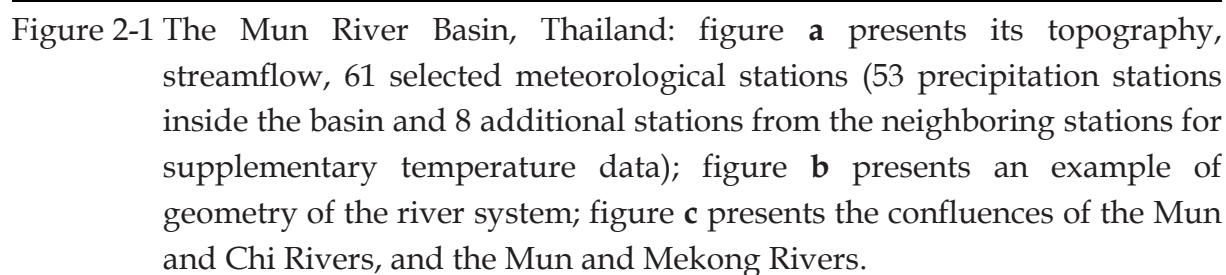 Figure 2-1 The Mun River Basin, Thailand: figure a presents its topography,
streamflow, 61 selected meteorological stations (53 precipitation stations
inside the basin and 8 additional stations from the neighboring stations for
supplementary temperature data); figure b presents an example of
geometry of the river system; figure c presents the confluences of the Mun
and Chi Rivers, and the Mun and Mekong Rivers.